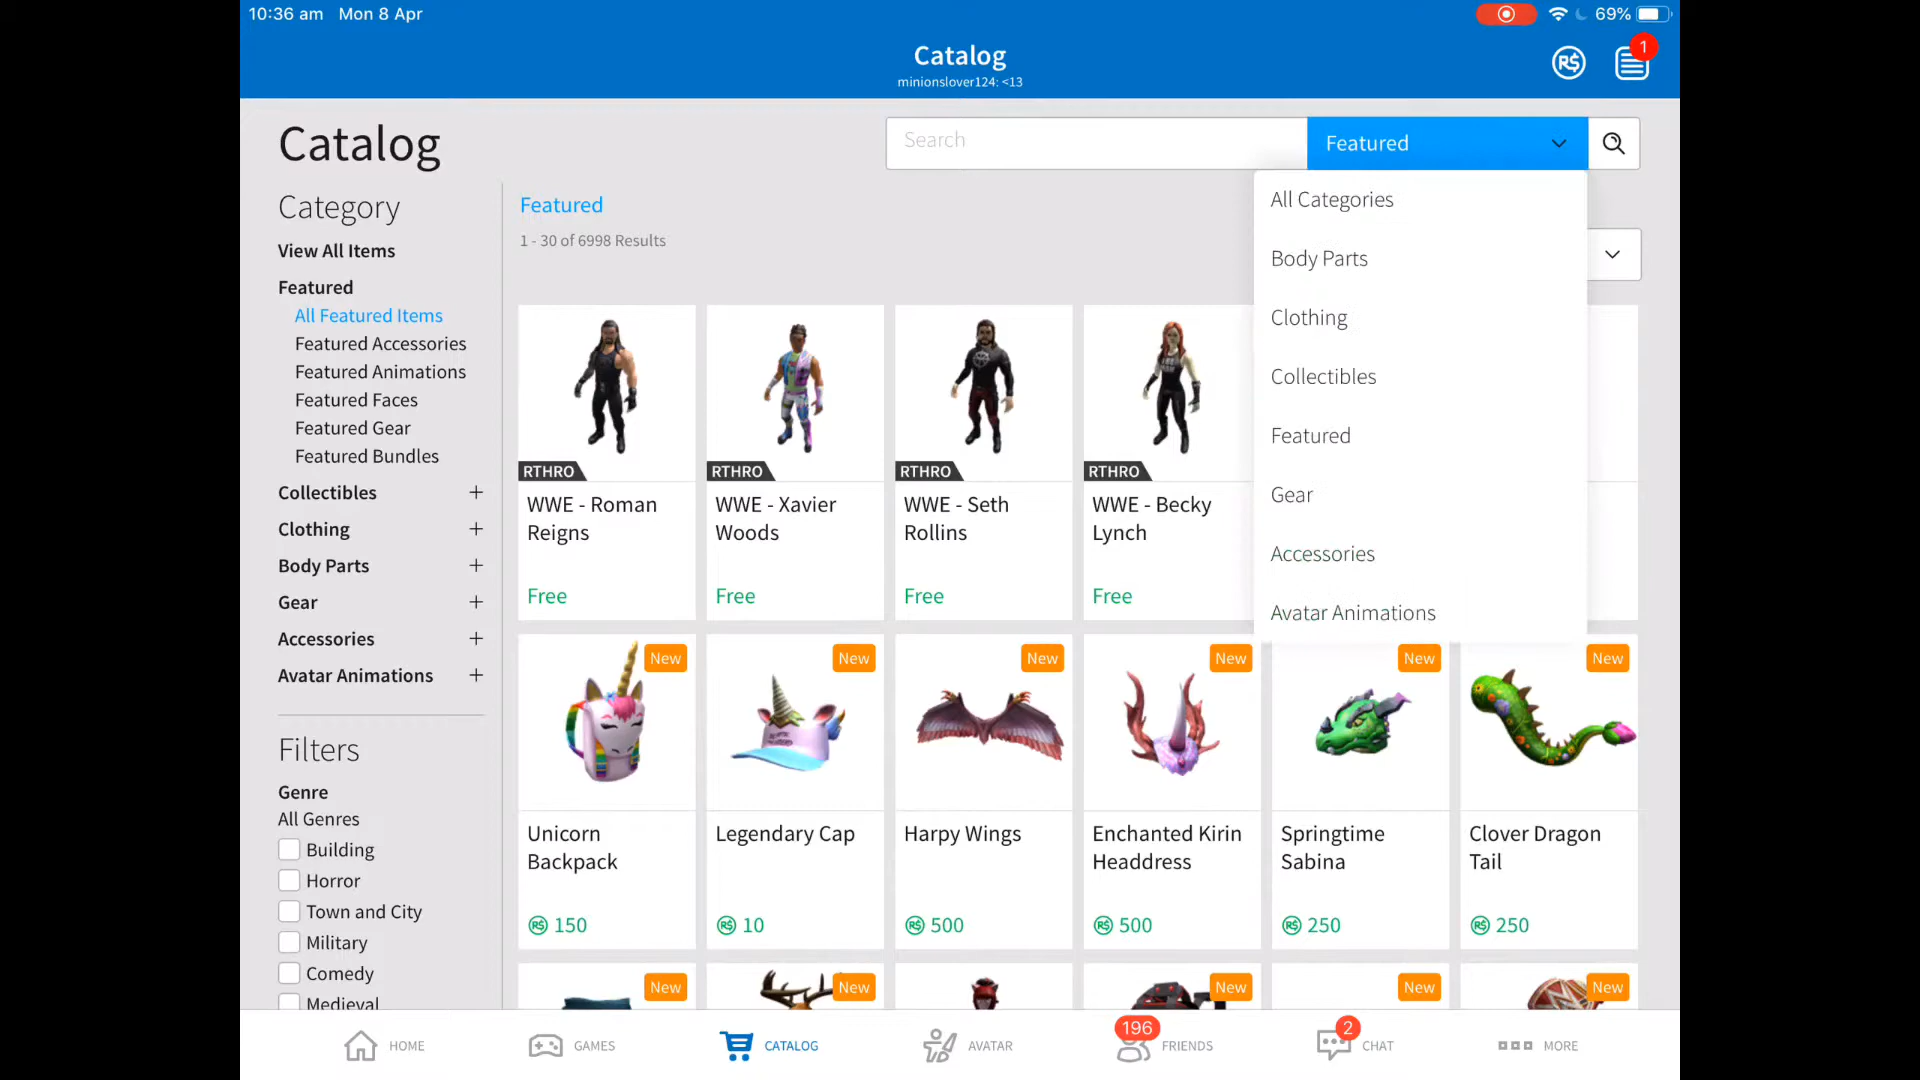 10:36 am Mon 8 Apr
69%
Catalog
minionslover124: <13
R$
1
Catalog
Search
Featured
All Categories
Body Parts
Clothing
Collectibles
Featured
Gear
Accessories
Avatar Animations
Category
View All Items
Featured
All Featured Items
Featured Accessories
Featured Animations
Featured Faces
Featured Gear
Featured Bundles
Collectibles +
Clothing +
Body Parts +
Gear +
Accessories +
Avatar Animations +
Filters
Genre
All Genres
Building
Horror
Town and City
Military
Comedy
Medieval
Featured
1 - 30 of 6998 Results
RTHRO
WWE - Roman
Reigns
Free
RTHRO
WWE - Xavier
Woods
Free
RTHRO
WWE - Seth
Rollins
Free
RTHRO
WWE - Becky
Lynch
Free
New
Unicorn
Backpack
R$ 150
New
Legendary Cap
R$ 10
New
Harpy Wings
R$ 500
New
Enchanted Kirin
Headdress
R$ 500
New
Springtime
Sabina
R$ 250
New
Clover Dragon
Tail
R$ 250
New
New
New
New
New
HOME
GAMES
CATALOG
AVATAR
196
FRIENDS
2
CHAT
MORE